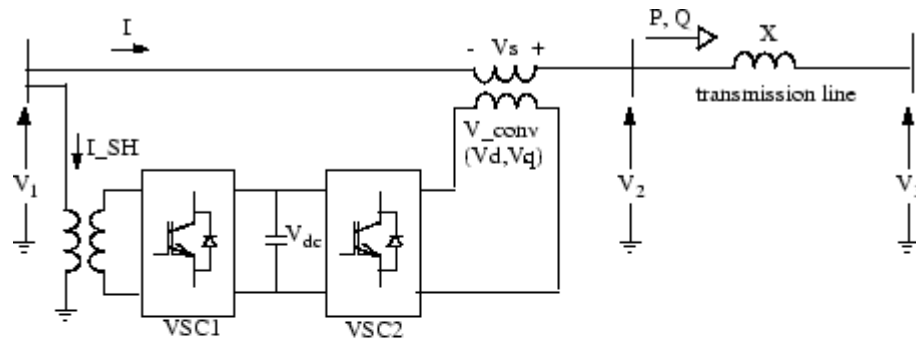 I
- Vs +
P, Q
X
transmission line
V_conv
(Vd,Vq)
I_SH
V1
V2
Vdc
VSC1
VSC2